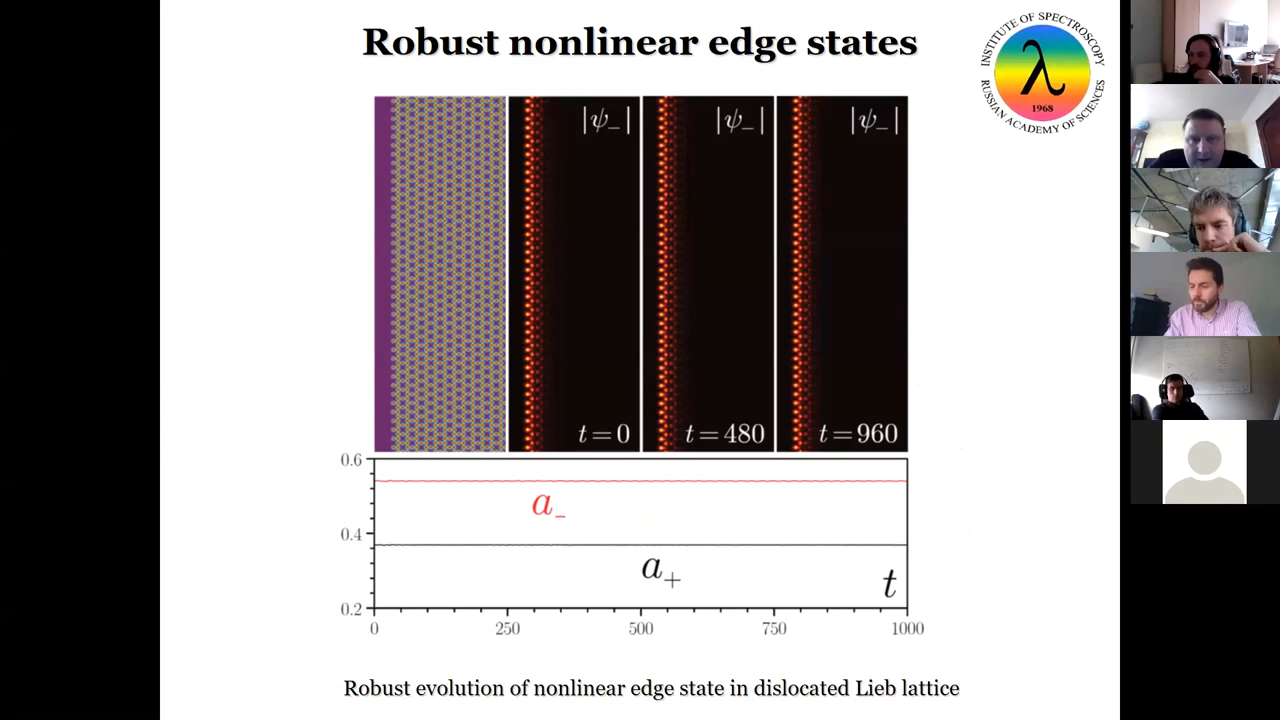 Robust nonlinear edge states
INSTITUTE OF SPECTROSCOPY
RUSSIAN ACADEMY OF SCIENCES
λ
1968
|ψ₋| |ψ₋| |ψ₋|
t=0 t=480 t=960
0.6
a₋
0.4
a₊
t
0.2
0 250 500 750 1000
Robust evolution of nonlinear edge state in dislocated Lieb lattice